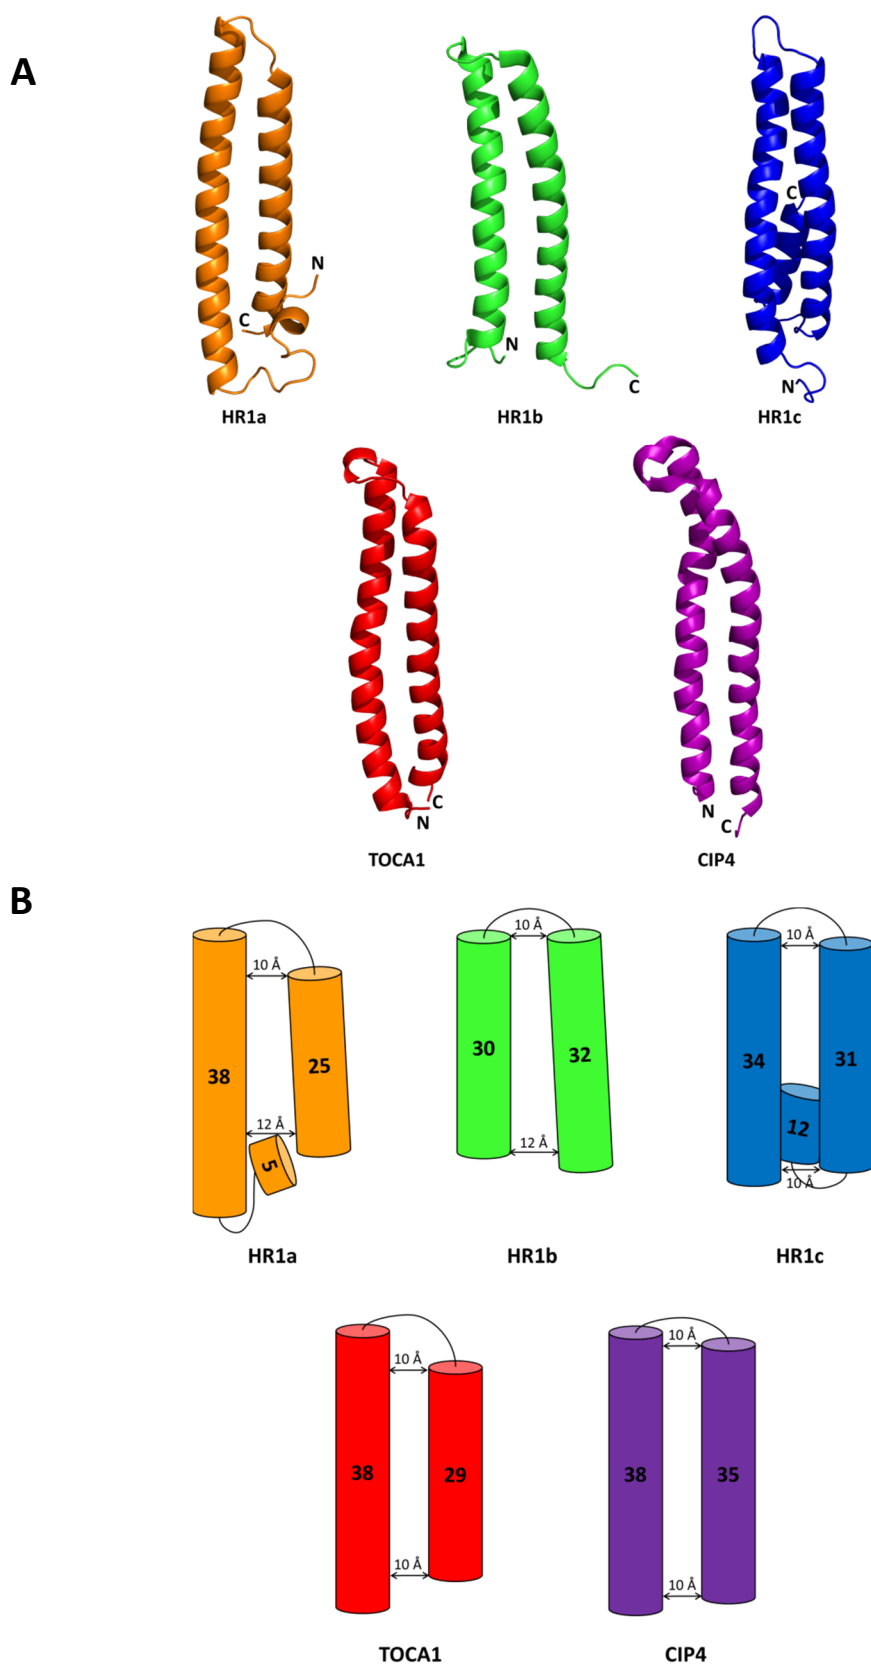 A
N
C
HR1a
N
C
HR1b
C
N
HR1c
C
N
TOCA1
N
C
CIP4
B
10 Å
38
25
12 Å
5
HR1a
10 Å
30
32
12 Å
HR1b
10 Å
34
31
12
10 Å
HR1c
10 Å
38
29
10 Å
TOCA1
10 Å
38
35
10 Å
CIP4